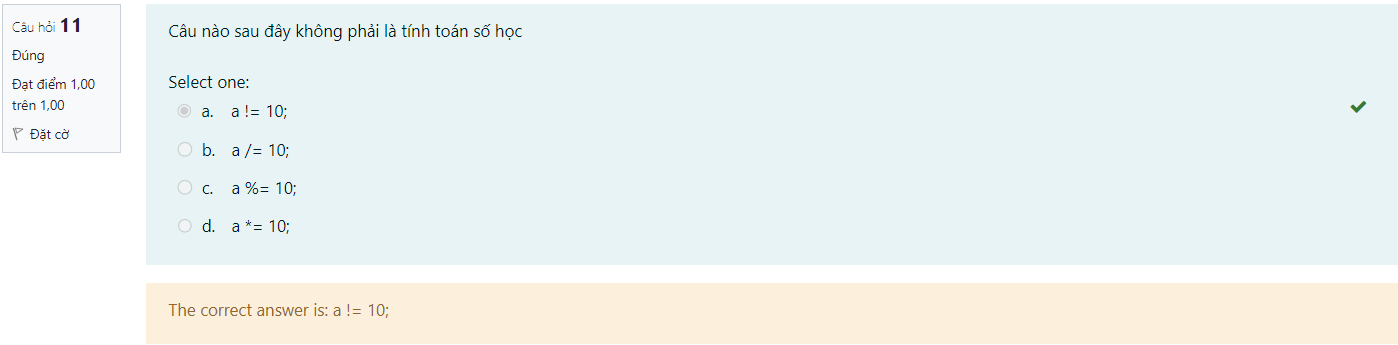 Câu hỏi 11
Đúng
Đạt điểm 1,00
trên 1,00
Đặt cờ
Câu nào sau đây không phải là tính toán số học
Select one:
a. a != 10;
b. a /= 10;
c. a %= 10;
d. a *= 10;
The correct answer is: a != 10;